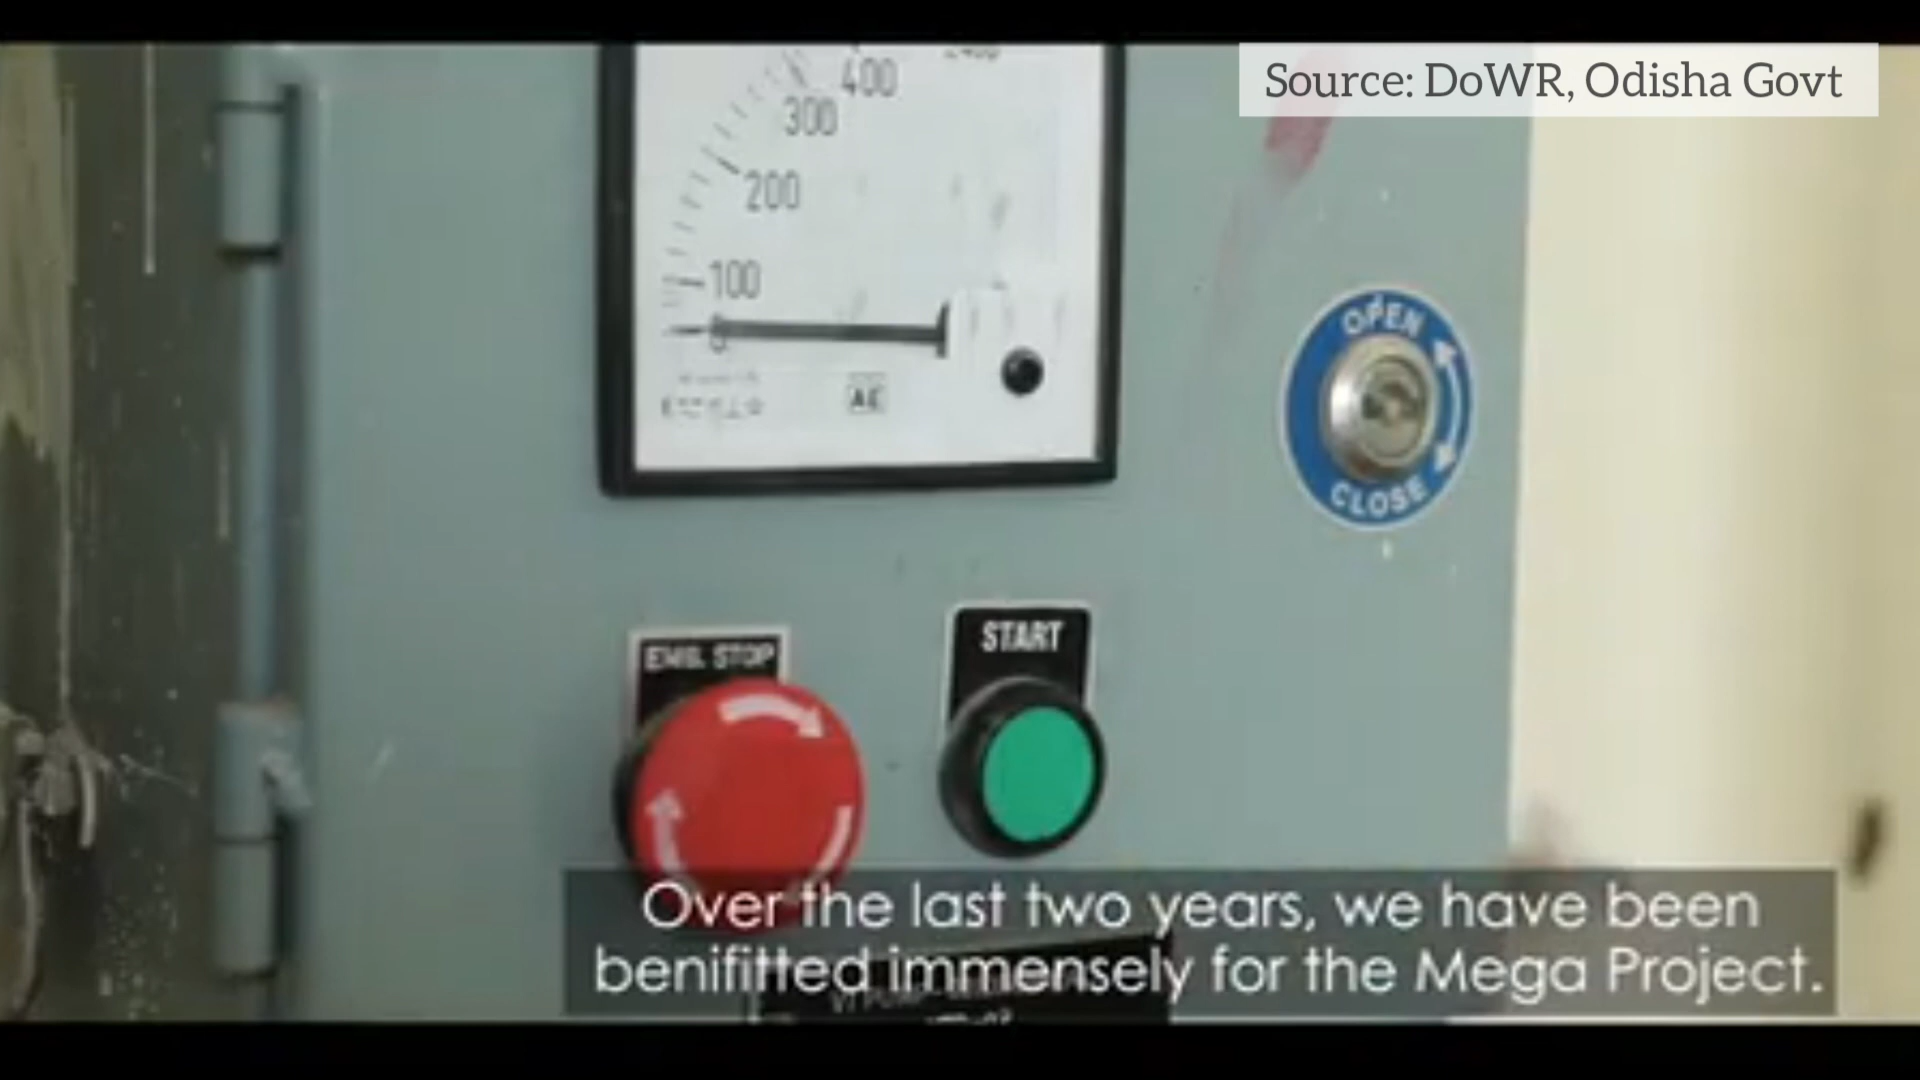 Source: DoWR, Odisha Govt
400
300
200
100
0
OPEN
CLOSE
EMG. STOP
START
Over the last two years, we have been
benifitted immensely for the Mega Project.